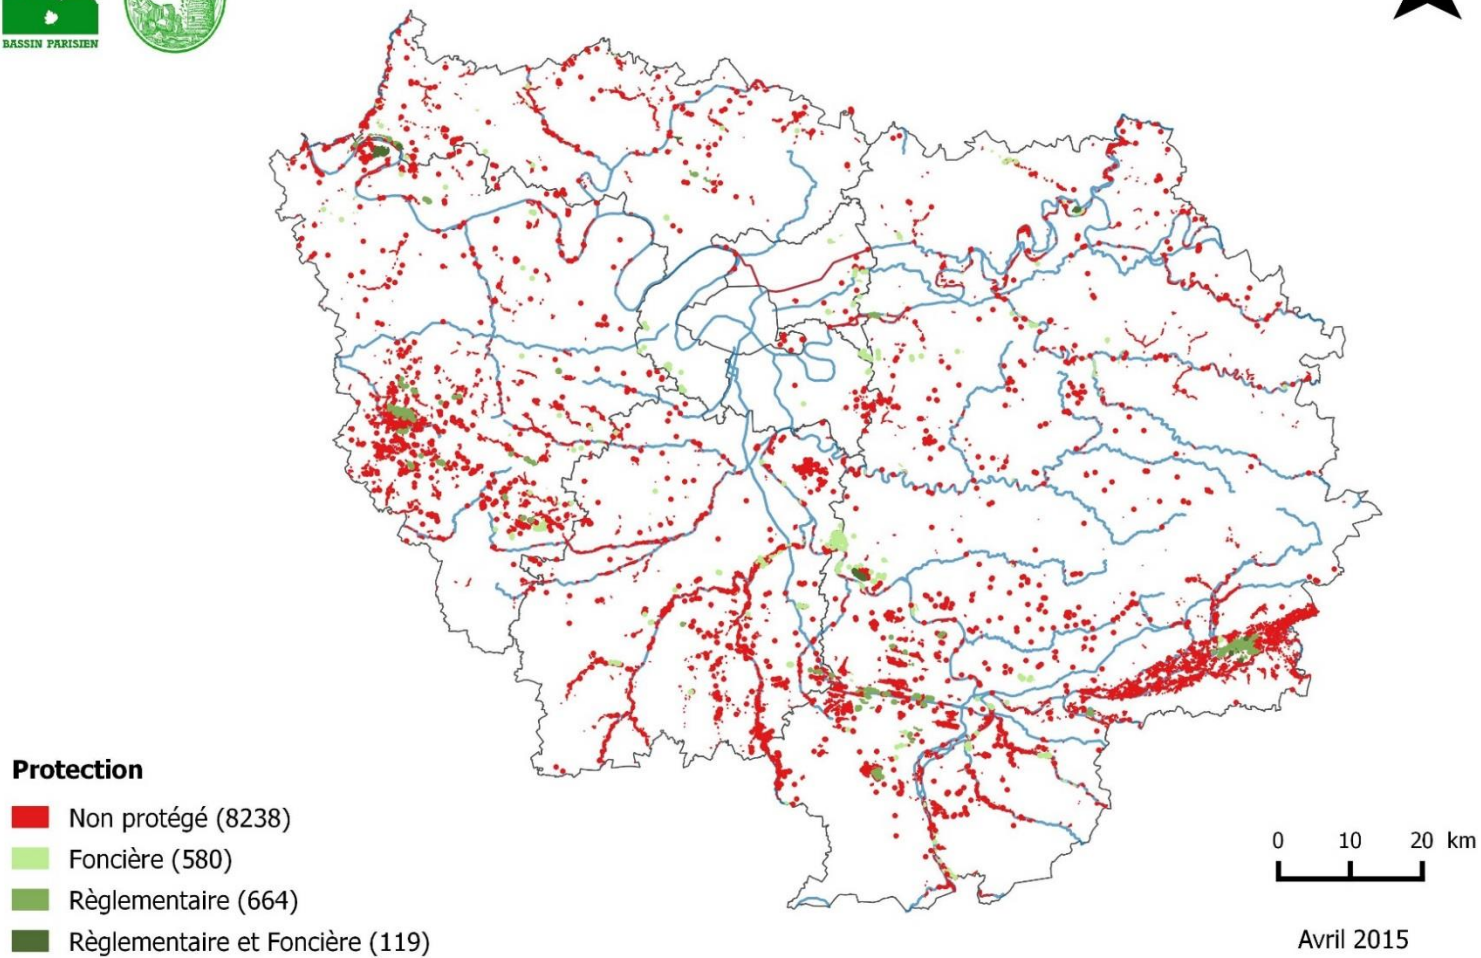 BASSIN PARISIEN
Protection
Non protégé (8238)
Foncière (580)
Règlementaire (664)
Règlementaire et Foncière (119)
0 10 20 km
Avril 2015